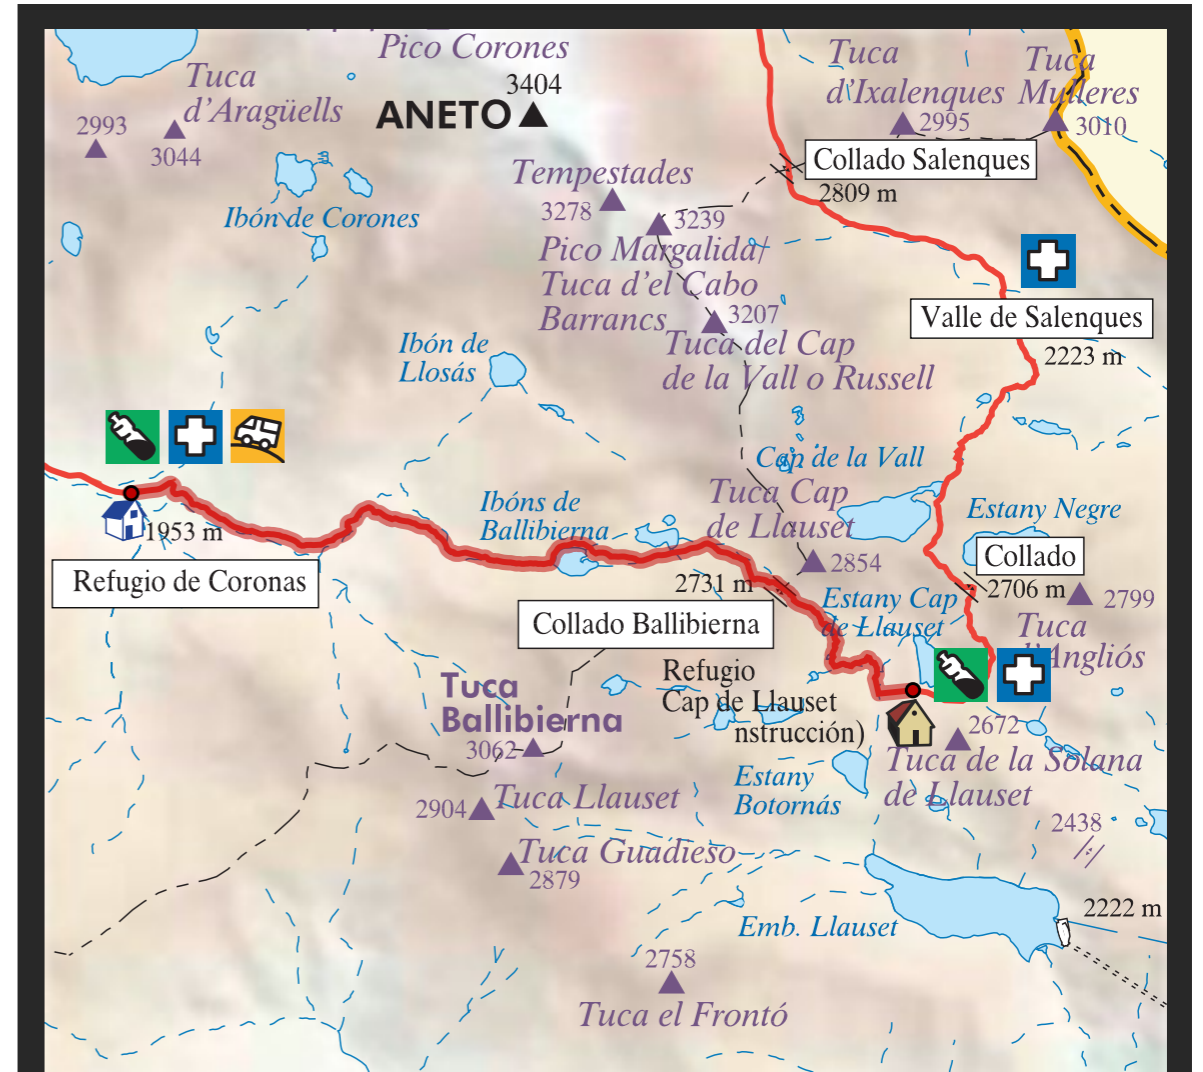 Pico Corones
3404
ANETO
Tuca
d’Aragüells
2993
3044
Tuca
d’Ixalenques
2995
Tuca
Mulleres
3010
Collado Salenques
2809 m
Tempestades
3278
3239
Ibón de Corones
Pico Margalida/
Tuca d’el Cabo
Barrancs
3207
Tuca del Cap
de la Vall o Russell
Valle de Salenques
2223 m
Ibón de
Llosás
Cap de la Vall
Tuca Cap
de Llauset
2854
Ibóns de
Ballibierna
Estany Negre
Collado
2706 m
2799
Tuca
d’Angliós
1953 m
Refugio de Coronas
2731 m
Collado Ballibierna
Estany Cap
de Llauset
Refugio
Cap de Llauset
nstrucción)
Tuca
Ballibierna
3062
2672
Tuca de la Solana
de Llauset
Estany
Botornás
2904
Tuca Llauset
Tuca Guadieso
2879
2438
2222 m
Emb. Llauset
2758
Tuca el Frontó